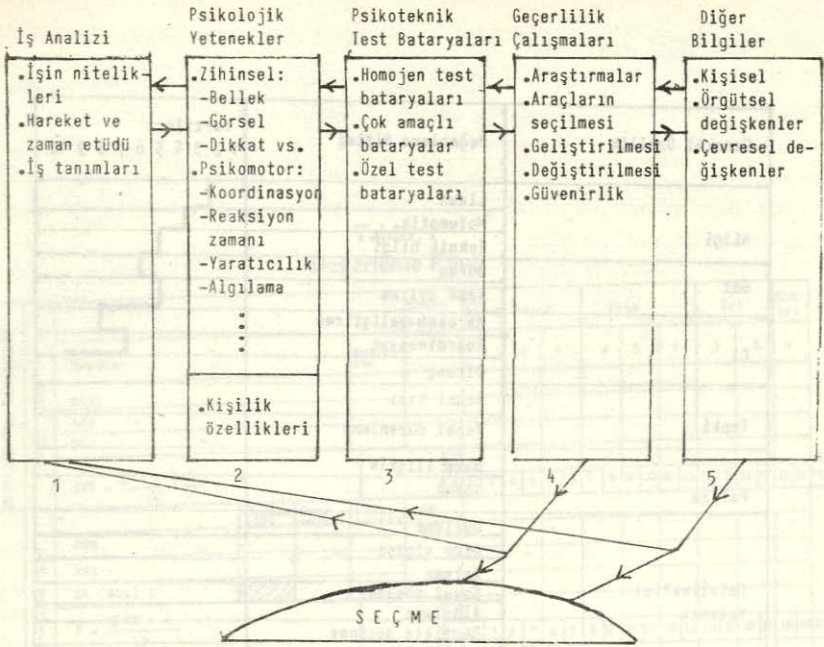 İş Analizi
.İşin nitelik-
leri
.Hareket ve
zaman etüdü
.İş tanımları
1
Psikolojik
Yetenekler
.Zihinsel:
-Bellek
-Görsel
-Dikkat vs.
.Psikomotor:
-Koordinasyon
-Reaksiyon
zamanı
-Yaratıcılık
-Algılama
.Kişilik
özellikleri
2
Psikoteknik
Test Bataryaları
.Homojen test
bataryaları
.Çok amaçlı
bataryalar
.Özel test
bataryaları
3
Geçerlilik
Çalışmaları
.Araştırmalar
.Araçların
seçilmesi
.Geliştirilmesi
.Değiştirilmesi
.Güvenirlik
4
Diğer
Bilgiler
.Kişisel
.Örgütsel
değişkenler
.Çevresel de-
ğişkenler
5
SEÇME